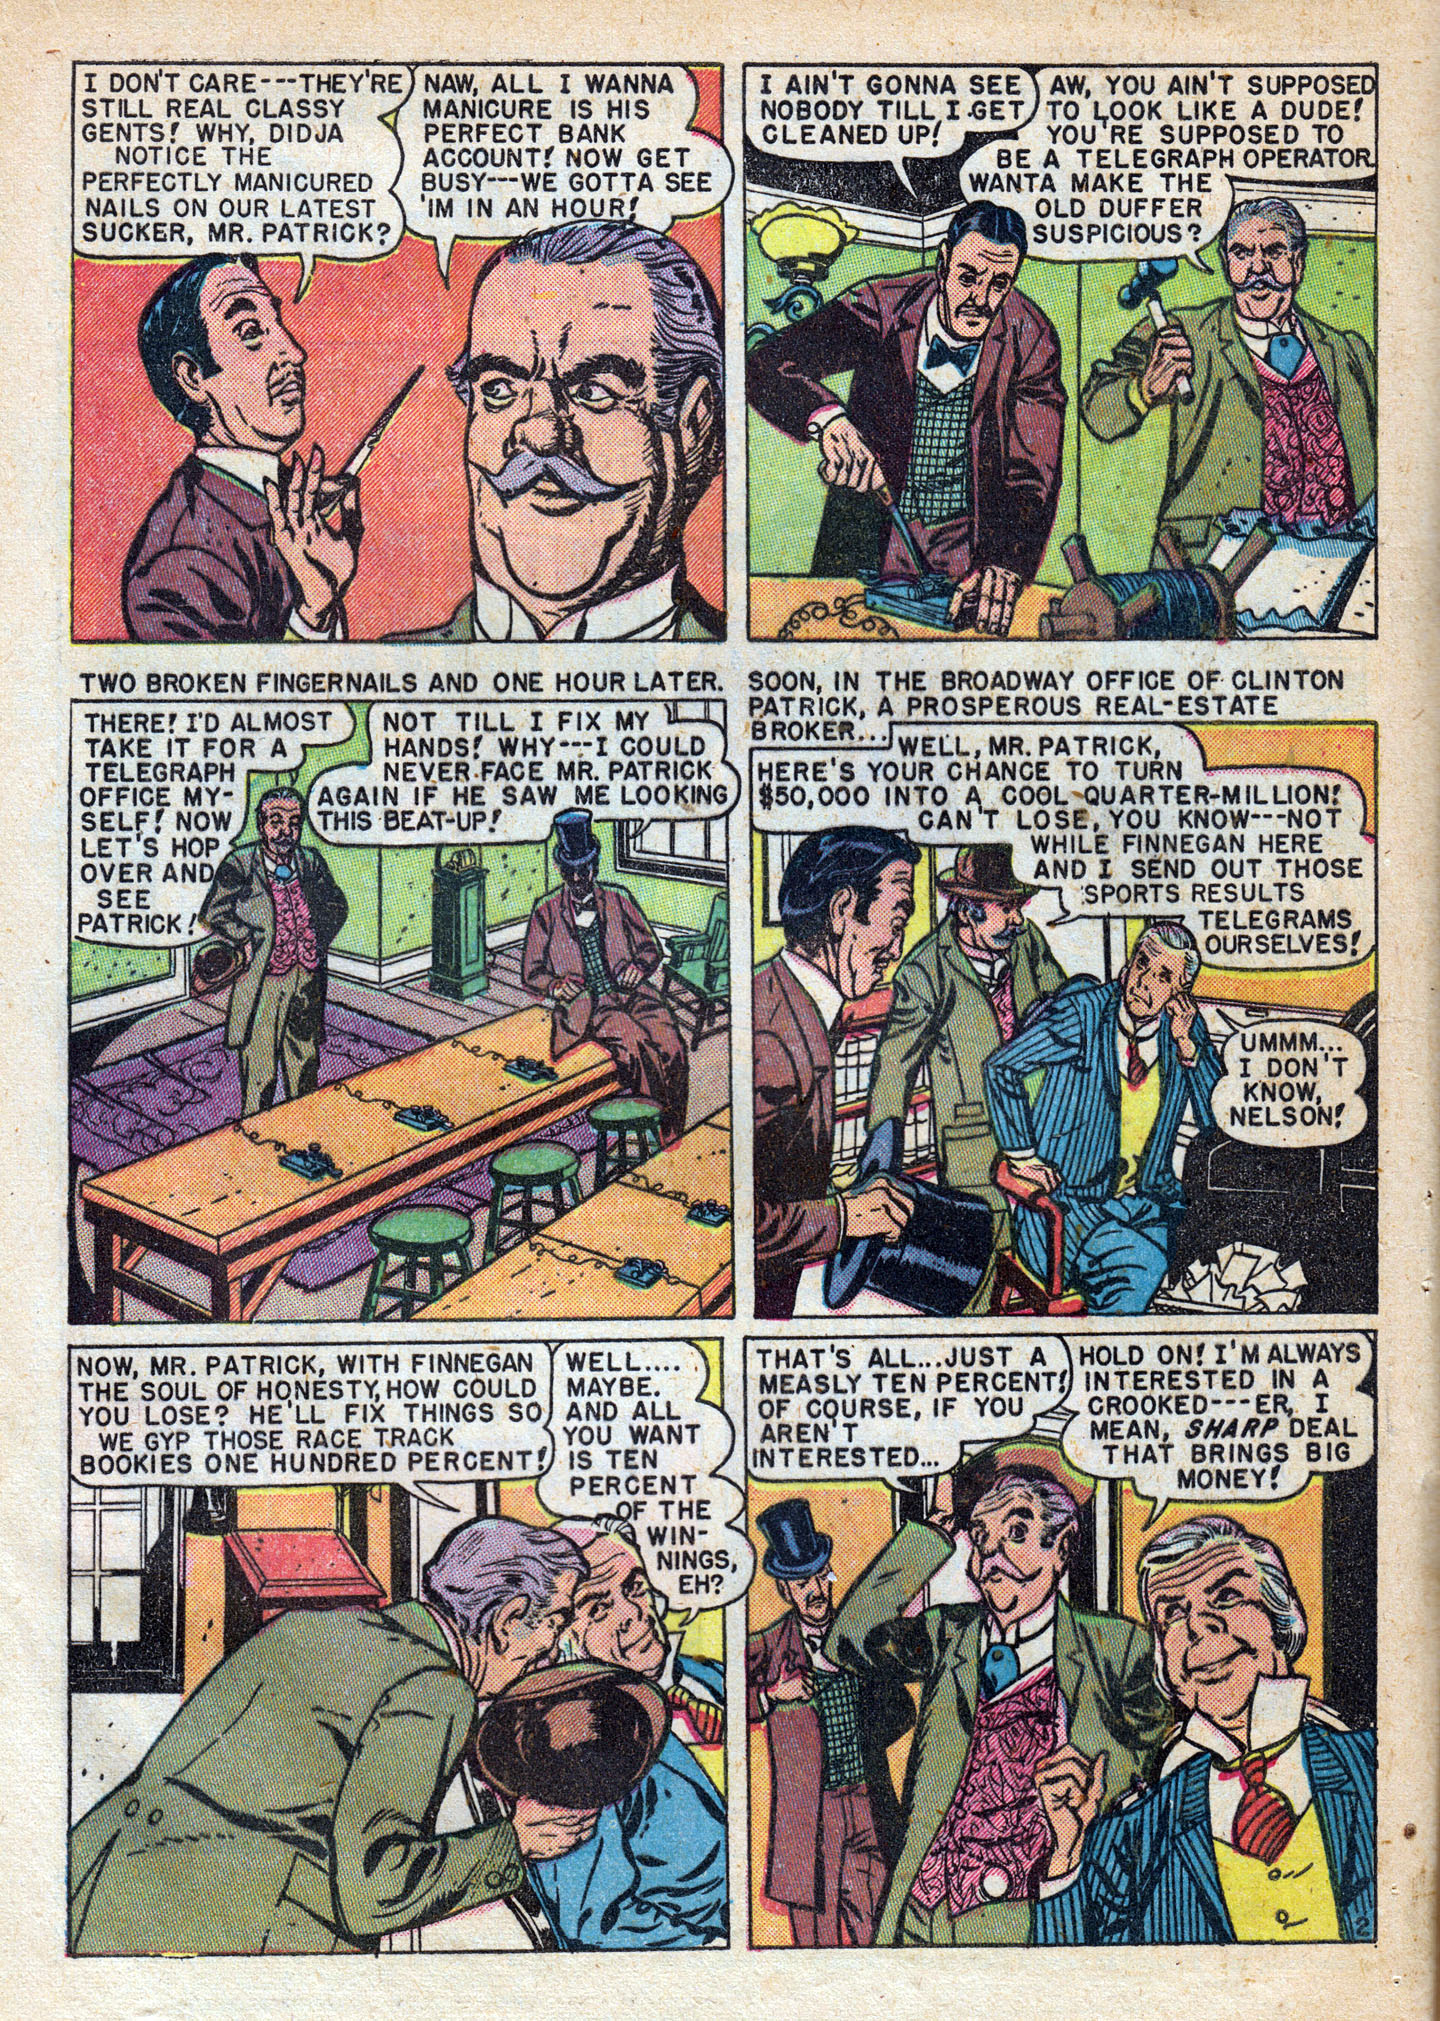 I DON'T CARE---THEY'RE
STILL REAL CLASSY
GENTS! WHY, DIDJA
NOTICE THE
PERFECTLY MANICURED
NAILS ON OUR LATEST
SUCKER, MR. PATRICK?
NAW, ALL I WANNA
MANICURE IS HIS
PERFECT BANK
ACCOUNT! NOW GET
BUSY---WE GOTTA SEE
'IM IN AN HOUR!
I AIN'T GONNA SEE
NOBODY TILL I GET
CLEANED UP!
AW, YOU AIN'T SUPPOSED
TO LOOK LIKE A DUDE!
YOU'RE SUPPOSED TO
BE A TELEGRAPH OPERATOR.
WANTA MAKE THE
OLD DUFFER
SUSPICIOUS?
TWO BROKEN FINGERNAILS AND ONE HOUR LATER.
THERE! I'D ALMOST
TAKE IT FOR A
TELEGRAPH
OFFICE MY-
SELF! NOW
LET'S HOP
OVER AND
SEE
PATRICK!
NOT TILL I FIX MY
HANDS! WHY---I COULD
NEVER FACE MR. PATRICK
AGAIN IF HE SAW ME LOOKING
THIS BEAT-UP!
SOON, IN THE BROADWAY OFFICE OF CLINTON
PATRICK, A PROSPEROUS REAL-ESTATE
BROKER...
WELL, MR. PATRICK,
HERE'S YOUR CHANCE TO TURN
$50,000 INTO A COOL QUARTER-MILLION!
CAN'T LOSE, YOU KNOW---NOT
WHILE FINNEGAN HERE
AND I SEND OUT THOSE
SPORTS RESULTS
TELEGRAMS
OURSELVES!
UMMM...
I DON'T
KNOW,
NELSON!
NOW, MR. PATRICK, WITH FINNEGAN
THE SOUL OF HONESTY, HOW COULD
YOU LOSE? HE'LL FIX THINGS SO
WE GYP THOSE RACE TRACK
BOOKIES ONE HUNDRED PERCENT!
WELL....
MAYBE.
AND ALL
YOU WANT
IS TEN
PERCENT
OF THE
WIN-
NINGS,
EH?
THAT'S ALL...JUST A
MEASLY TEN PERCENT!
OF COURSE, IF YOU
AREN'T
INTERESTED...
HOLD ON! I'M ALWAYS
INTERESTED IN A
CROOKED---ER, I
MEAN, SHARP DEAL
THAT BRINGS BIG
MONEY!
2